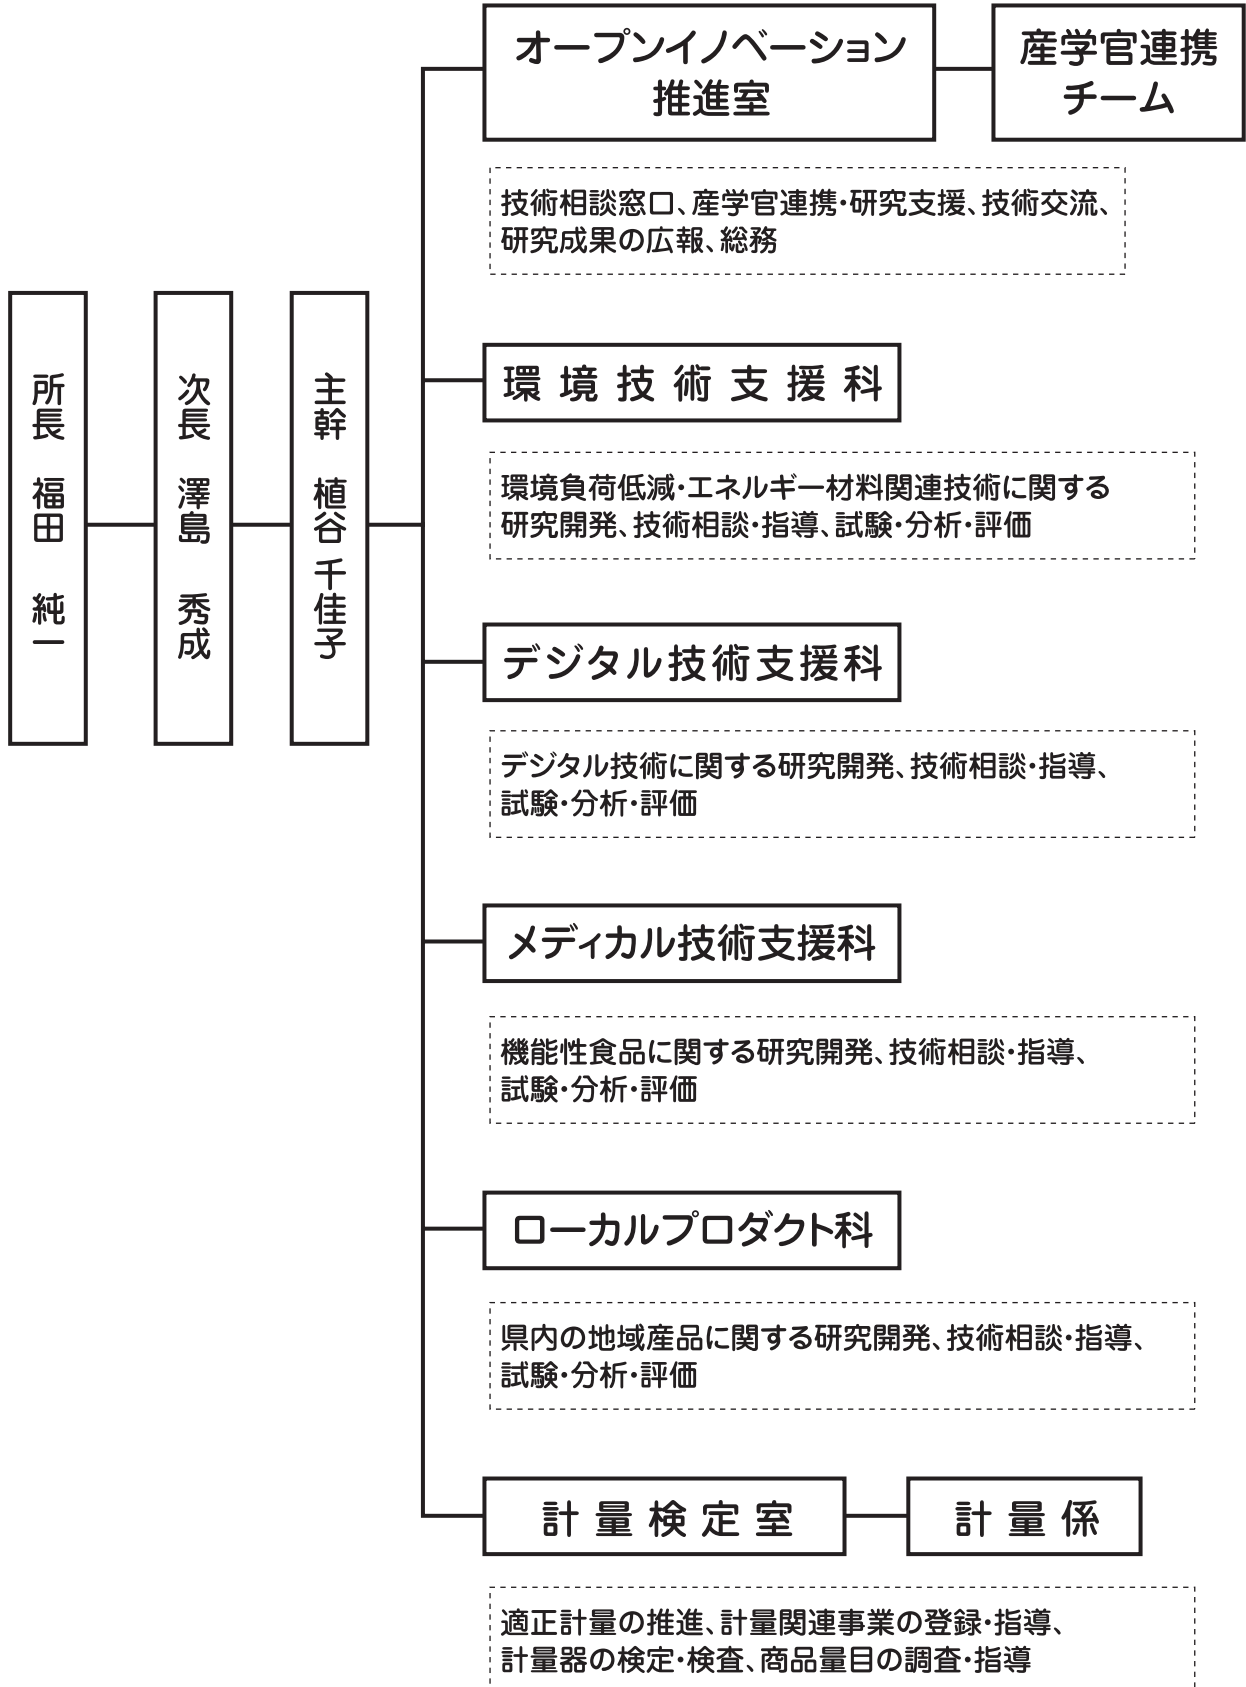 所長 福田 純一
次長 澤島 秀成
主幹 植谷 千佳子
オープンイノベーション
推進室
産学官連携
チーム
技術相談窓口、産学官連携・研究支援、技術交流、
研究成果の広報、総務
環境技術支援科
環境負荷低減・エネルギー材料関連技術に関する
研究開発、技術相談・指導、試験・分析・評価
デジタル技術支援科
デジタル技術に関する研究開発、技術相談・指導、
試験・分析・評価
メディカル技術支援科
機能性食品に関する研究開発、技術相談・指導、
試験・分析・評価
ローカルプロダクト科
県内の地域産品に関する研究開発、技術相談・指導、
試験・分析・評価
計量検定室
計量係
適正計量の推進、計量関連事業の登録・指導、
計量器の検定・検査、商品量目の調査・指導